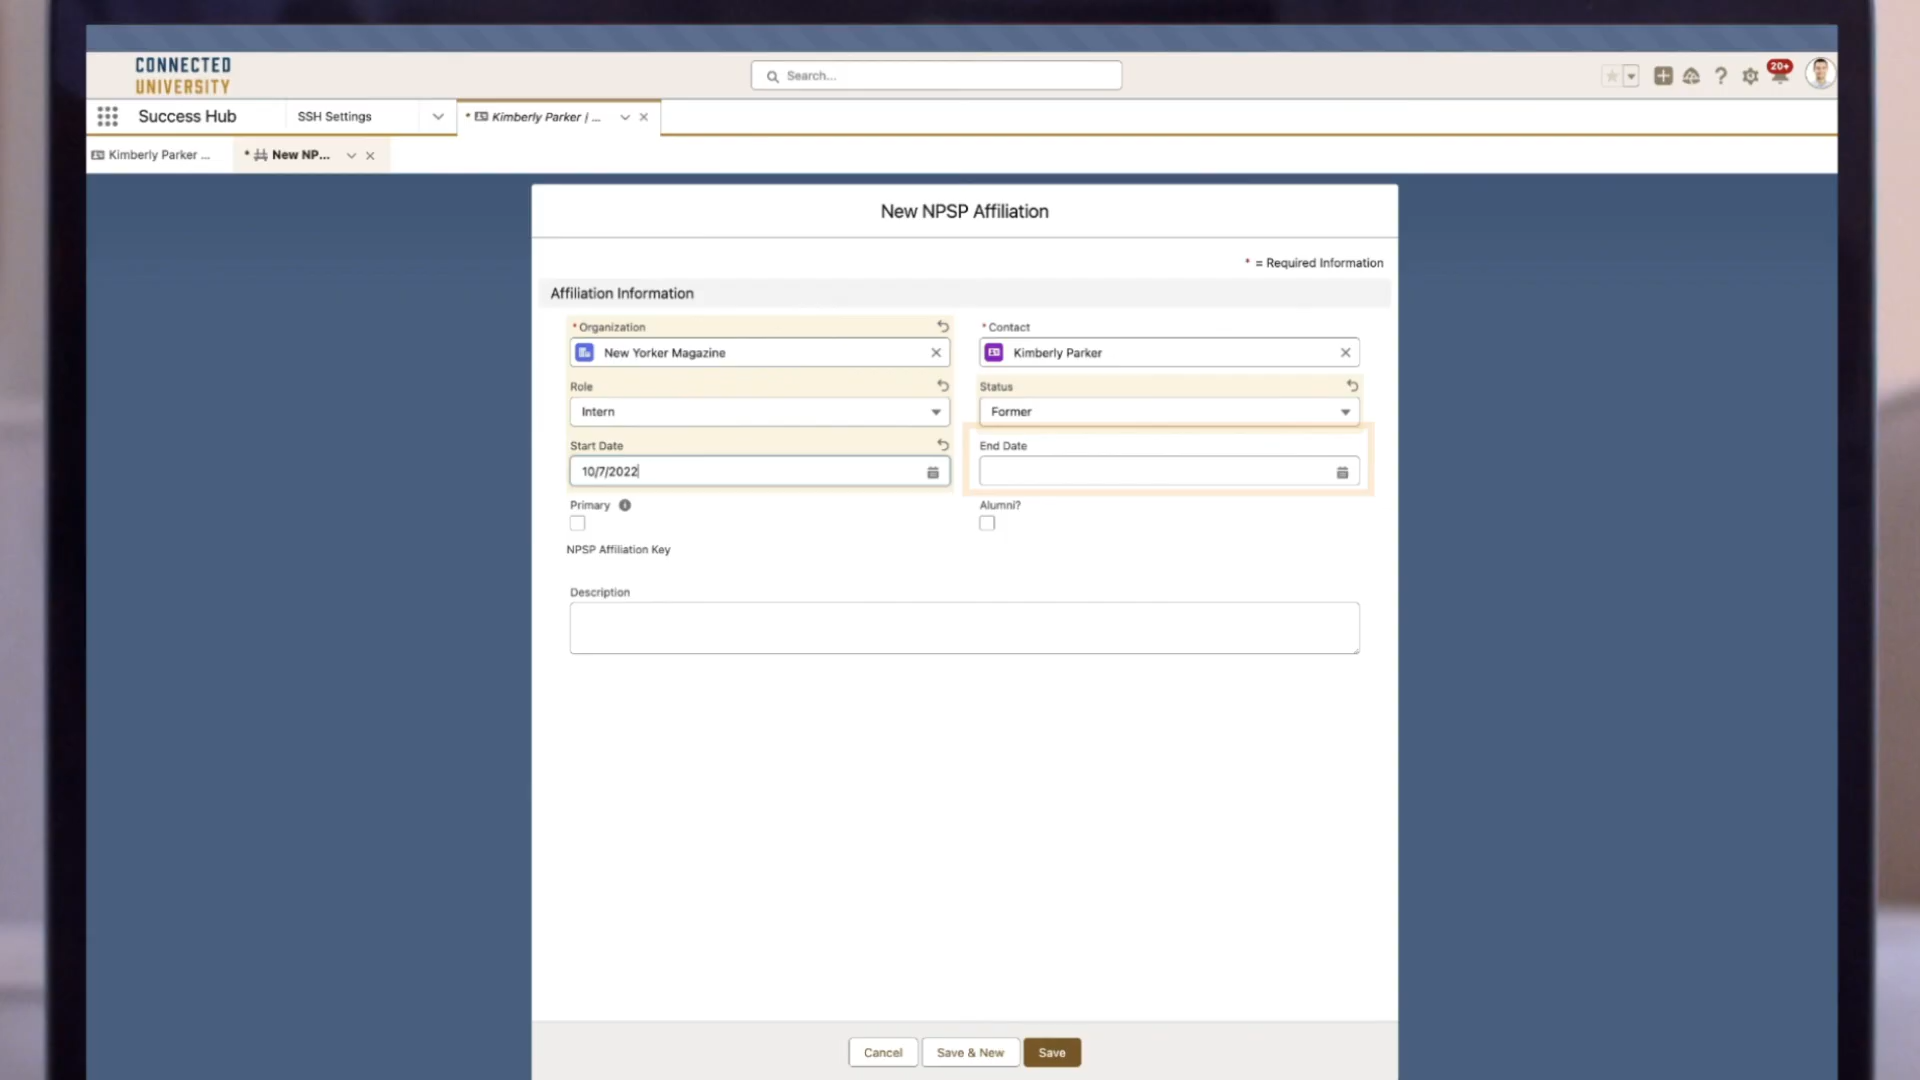 CONNECTED
UNIVERSITY
Search...
20+
Success Hub
SSH Settings
* Kimberly Parker | ...
Kimberly Parker ...
* New NP...
New NPSP Affiliation
* = Required Information
Affiliation Information
*Organization
*Contact
New Yorker Magazine
Kimberly Parker
Role
Status
Intern
Former
Start Date
End Date
10/7/2022
Primary
Alumni?
NPSP Affiliation Key
Description
Cancel
Save & New
Save